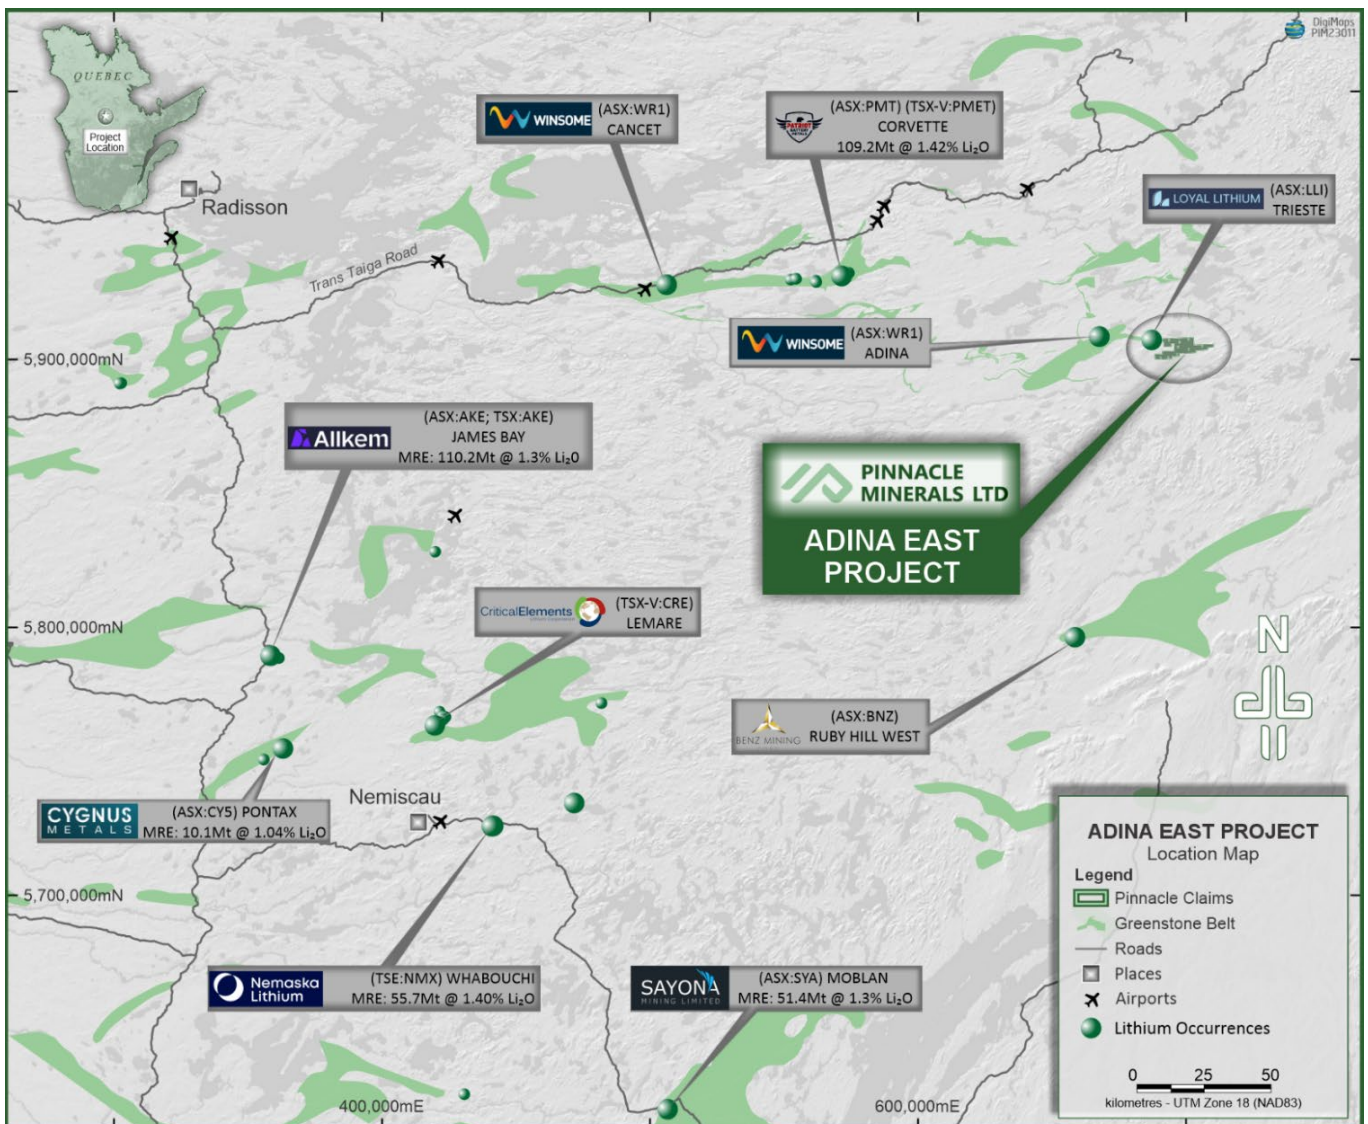 DigiMaps
PIM23011
QUEBEC
Project
Location
WINSOME
(ASX:WR1)
CANCET
PATRIOT
BATTERY METALS
(ASX:PMT) (TSX-V:PMET)
CORVETTE
109.2Mt @ 1.42% Li₂O
LOYAL LITHIUM
(ASX:LLI)
TRIESTE
Radisson
Trans Taiga Road
WINSOME
(ASX:WR1)
ADINA
5,900,000mN
Allkem
(ASX:AKE; TSX:AKE)
JAMES BAY
MRE: 110.2Mt @ 1.3% Li₂O
PINNACLE
MINERALS LTD
ADINA EAST
PROJECT
CriticalElements
(TSX-V:CRE)
LEMARE
5,800,000mN
N
BENZ MINING
(ASX:BNZ)
RUBY HILL WEST
CYGNUS
METALS
(ASX:CY5) PONTAX
MRE: 10.1Mt @ 1.04% Li₂O
Nemiscau
5,700,000mN
Nemaska
Lithium
(TSE:NMX) WHABOUCHI
MRE: 55.7Mt @ 1.40% Li₂O
SAYONA
MINING LIMITED
(ASX:SYA) MOBLAN
MRE: 51.4Mt @ 1.3% Li₂O
ADINA EAST PROJECT
Location Map
Legend
Pinnacle Claims
Greenstone Belt
Roads
Places
Airports
Lithium Occurrences
0 25 50
kilometres - UTM Zone 18 (NAD83)
400,000mE
600,000mE